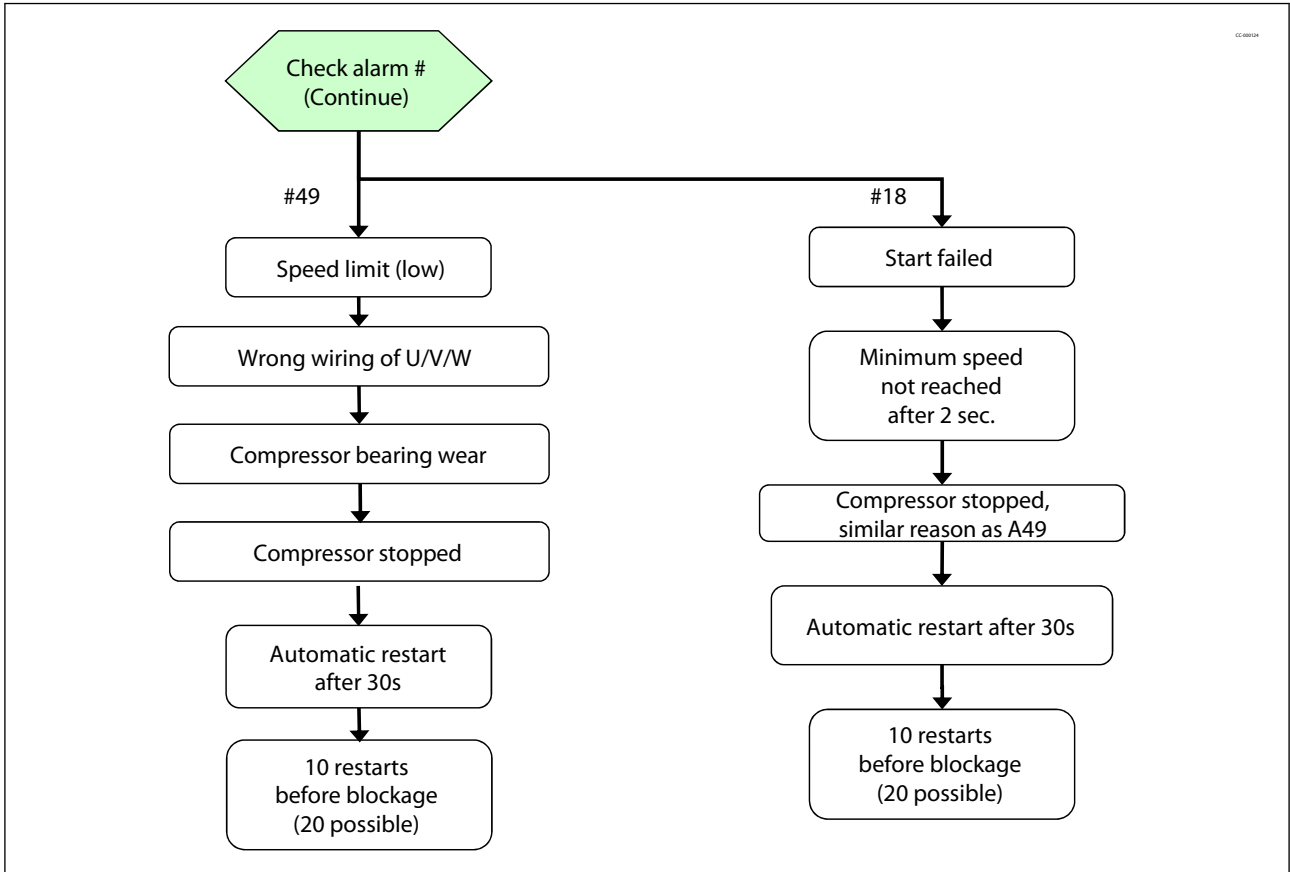 CC-000124
Check alarm #
(Continue)
#49
#18
Speed limit (low)
Wrong wiring of U/V/W
Compressor bearing wear
Compressor stopped
Automatic restart
after 30s
10 restarts
before blockage
(20 possible)
Start failed
Minimum speed
not reached
after 2 sec.
Compressor stopped,
similar reason as A49
Automatic restart after 30s
10 restarts
before blockage
(20 possible)